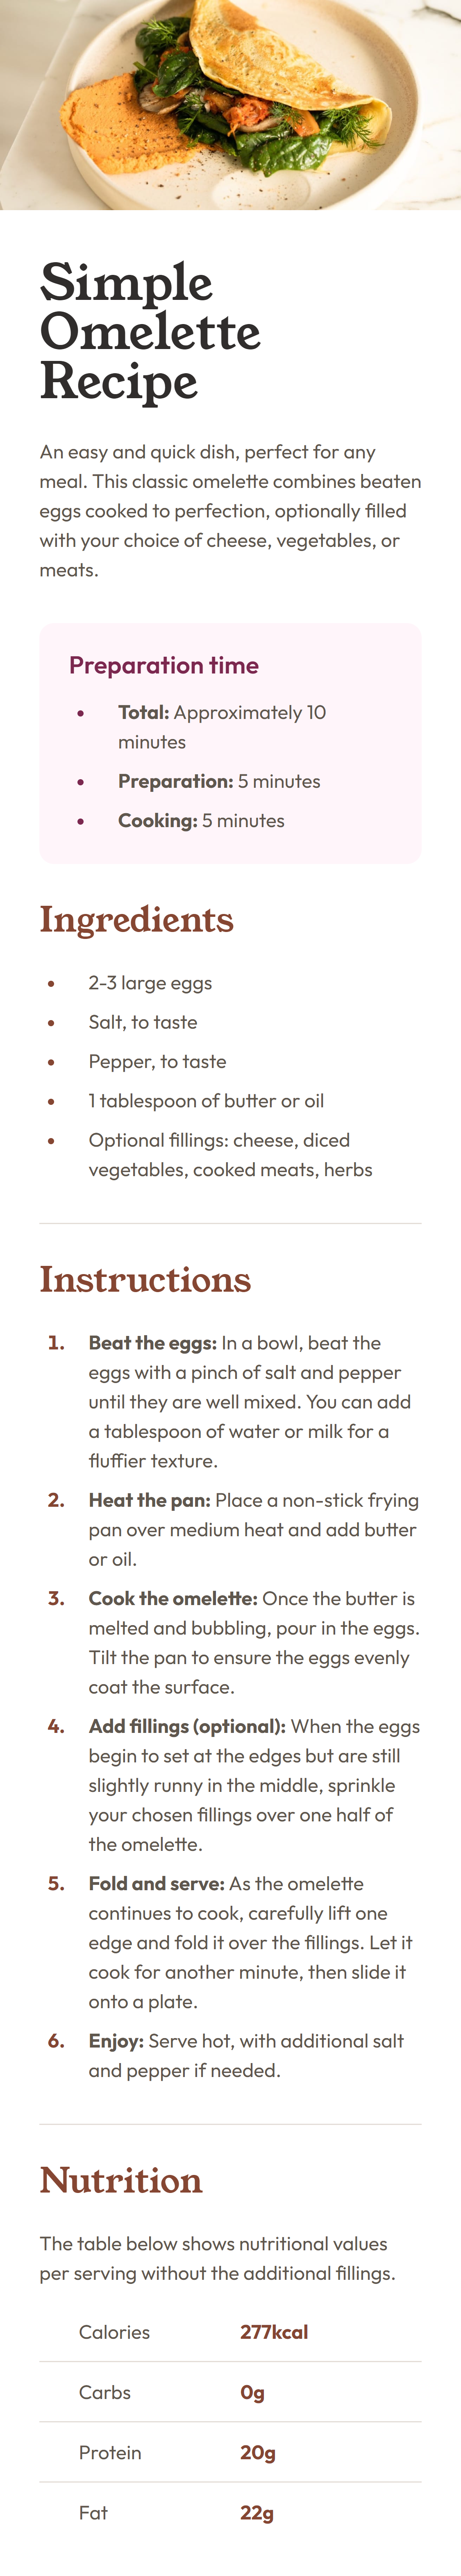 Simple
Omelette
Recipe
An easy and quick dish, perfect for any
meal. This classic omelette combines beaten
eggs cooked to perfection, optionally filled
with your choice of cheese, vegetables, or
meats.
Preparation time
• Total: Approximately 10
minutes
• Preparation: 5 minutes
• Cooking: 5 minutes
Ingredients
• 2-3 large eggs
• Salt, to taste
• Pepper, to taste
• 1 tablespoon of butter or oil
• Optional fillings: cheese, diced
vegetables, cooked meats, herbs
Instructions
1. Beat the eggs: In a bowl, beat the
eggs with a pinch of salt and pepper
until they are well mixed. You can add
a tablespoon of water or milk for a
fluffier texture.
2. Heat the pan: Place a non-stick frying
pan over medium heat and add butter
or oil.
3. Cook the omelette: Once the butter is
melted and bubbling, pour in the eggs.
Tilt the pan to ensure the eggs evenly
coat the surface.
4. Add fillings (optional): When the eggs
begin to set at the edges but are still
slightly runny in the middle, sprinkle
your chosen fillings over one half of
the omelette.
5. Fold and serve: As the omelette
continues to cook, carefully lift one
edge and fold it over the fillings. Let it
cook for another minute, then slide it
onto a plate.
6. Enjoy: Serve hot, with additional salt
and pepper if needed.
Nutrition
The table below shows nutritional values
per serving without the additional fillings.
Calories 277kcal
Carbs 0g
Protein 20g
Fat 22g